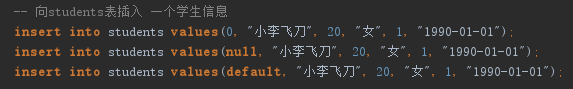 -- 向students表插入 一个学生信息
insert into students values(0, "小李飞刀", 20, "女", 1, "1990-01-01");
insert into students values(null, "小李飞刀", 20, "女", 1, "1990-01-01");
insert into students values(default, "小李飞刀", 20, "女", 1, "1990-01-01");